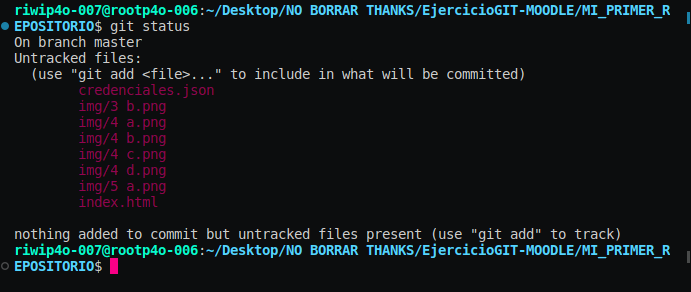 riwip4o-007@rootp4o-006:~/Desktop/NO BORRAR THANKS/EjercicioGIT-MOODLE/MI_PRIMER_R
EPOSITORIO$ git status
On branch master
Untracked files:
  (use "git add <file>..." to include in what will be committed)
        credenciales.json
        img/3 b.png
        img/4 a.png
        img/4 b.png
        img/4 c.png
        img/4 d.png
        img/5 a.png
        index.html

nothing added to commit but untracked files present (use "git add" to track)
riwip4o-007@rootp4o-006:~/Desktop/NO BORRAR THANKS/EjercicioGIT-MOODLE/MI_PRIMER_R
EPOSITORIO$